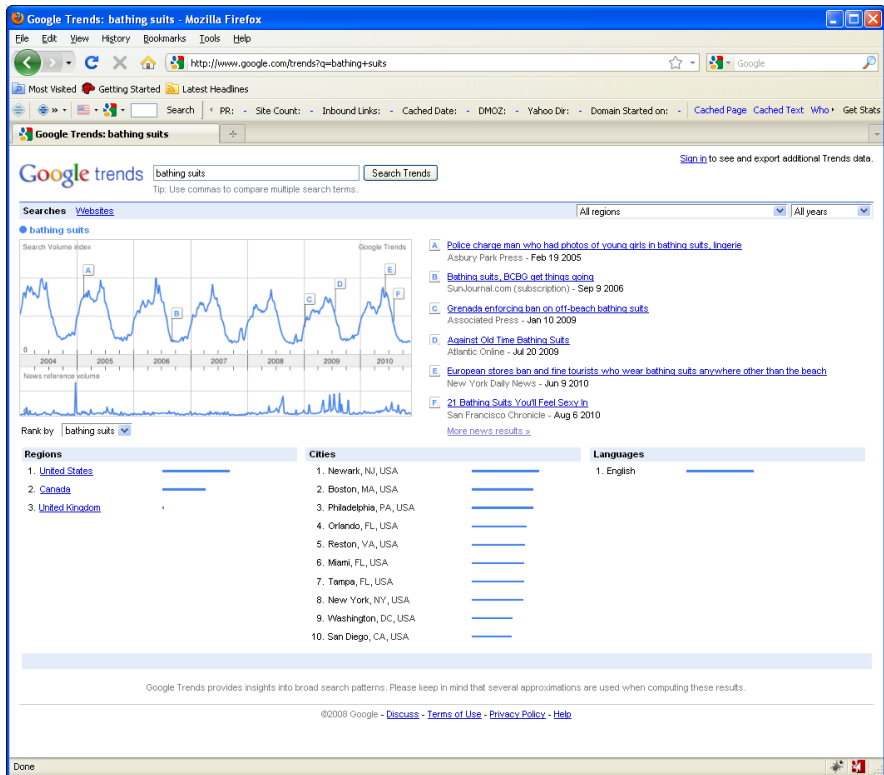 Google Trends: bathing suits - Mozilla Firefox
File Edit View History Bookmarks Tools Help
http://www.google.com/trends?q=bathing+suits
Google
Most Visited Getting Started Latest Headlines
Search PR: - Site Count: - Inbound Links: - Cached Date: - DMOZ: - Yahoo Dir: - Domain Started on: - Cached Page Cached Text Who Get Stats
Google Trends: bathing suits
Sign in to see and export additional Trends data.
Google trends bathing suits Search Trends
Tip: Use commas to compare multiple search terms.
Searches Websites All regions All years
bathing suits
Search Volume index Google Trends
A
B
C
D
E
F
0
2004 2005 2006 2007 2008 2009 2010
News reference volume
A Police charge man who had photos of young girls in bathing suits, lingerie
Asbury Park Press - Feb 19 2005
B Bathing suits, BCBG get things going
SunJournal.com (subscription) - Sep 9 2006
C Grenada enforcing ban on off-beach bathing suits
Associated Press - Jan 10 2009
D Against Old Time Bathing Suits
Atlantic Online - Jul 20 2009
E European stores ban and fine tourists who wear bathing suits anywhere other than the beach
New York Daily News - Jun 9 2010
F 21 Bathing Suits You'll Feel Sexy In
San Francisco Chronicle - Aug 6 2010
More news results »
Rank by bathing suits
Regions
1. United States
2. Canada
3. United Kingdom
Cities
1. Newark, NJ, USA
2. Boston, MA, USA
3. Philadelphia, PA, USA
4. Orlando, FL, USA
5. Reston, VA, USA
6. Miami, FL, USA
7. Tampa, FL, USA
8. New York, NY, USA
9. Washington, DC, USA
10. San Diego, CA, USA
Languages
1. English
Google Trends provides insights into broad search patterns. Please keep in mind that several approximations are used when computing these results.
©2008 Google - Discuss - Terms of Use - Privacy Policy - Help
Done